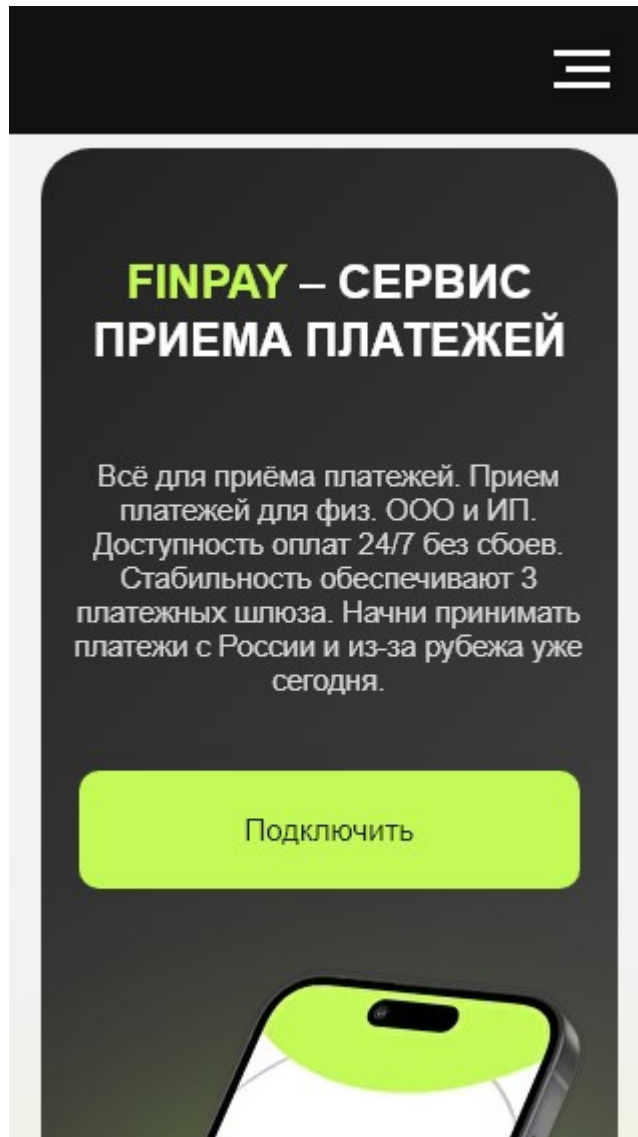 FINPAY – СЕРВИС
ПРИЕМА ПЛАТЕЖЕЙ
Всё для приёма платежей. Прием
платежей для физ. ООО и ИП.
Доступность оплат 24/7 без сбоев.
Стабильность обеспечивают 3
платежных шлюза. Начни принимать
платежи с России и из-за рубежа уже
сегодня.
Подключить